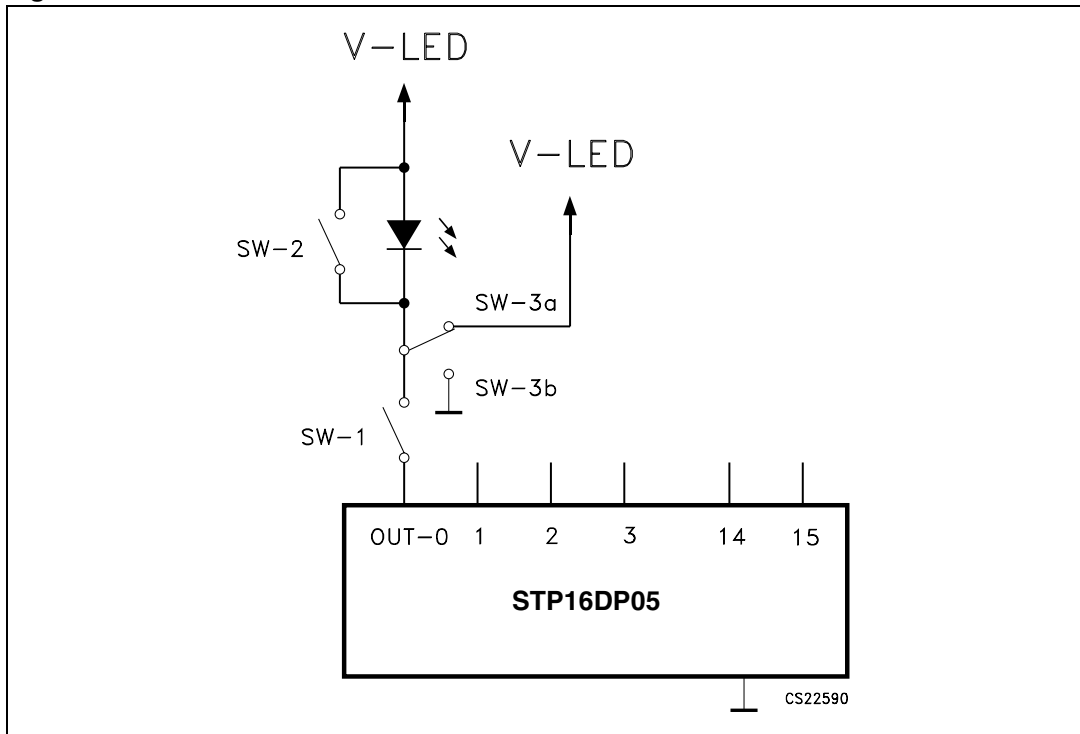 V-LED
V-LED
SW-2
SW-3a
SW-3b
SW-1
OUT-0 1 2 3 14 15
STP16DP05
CS22590